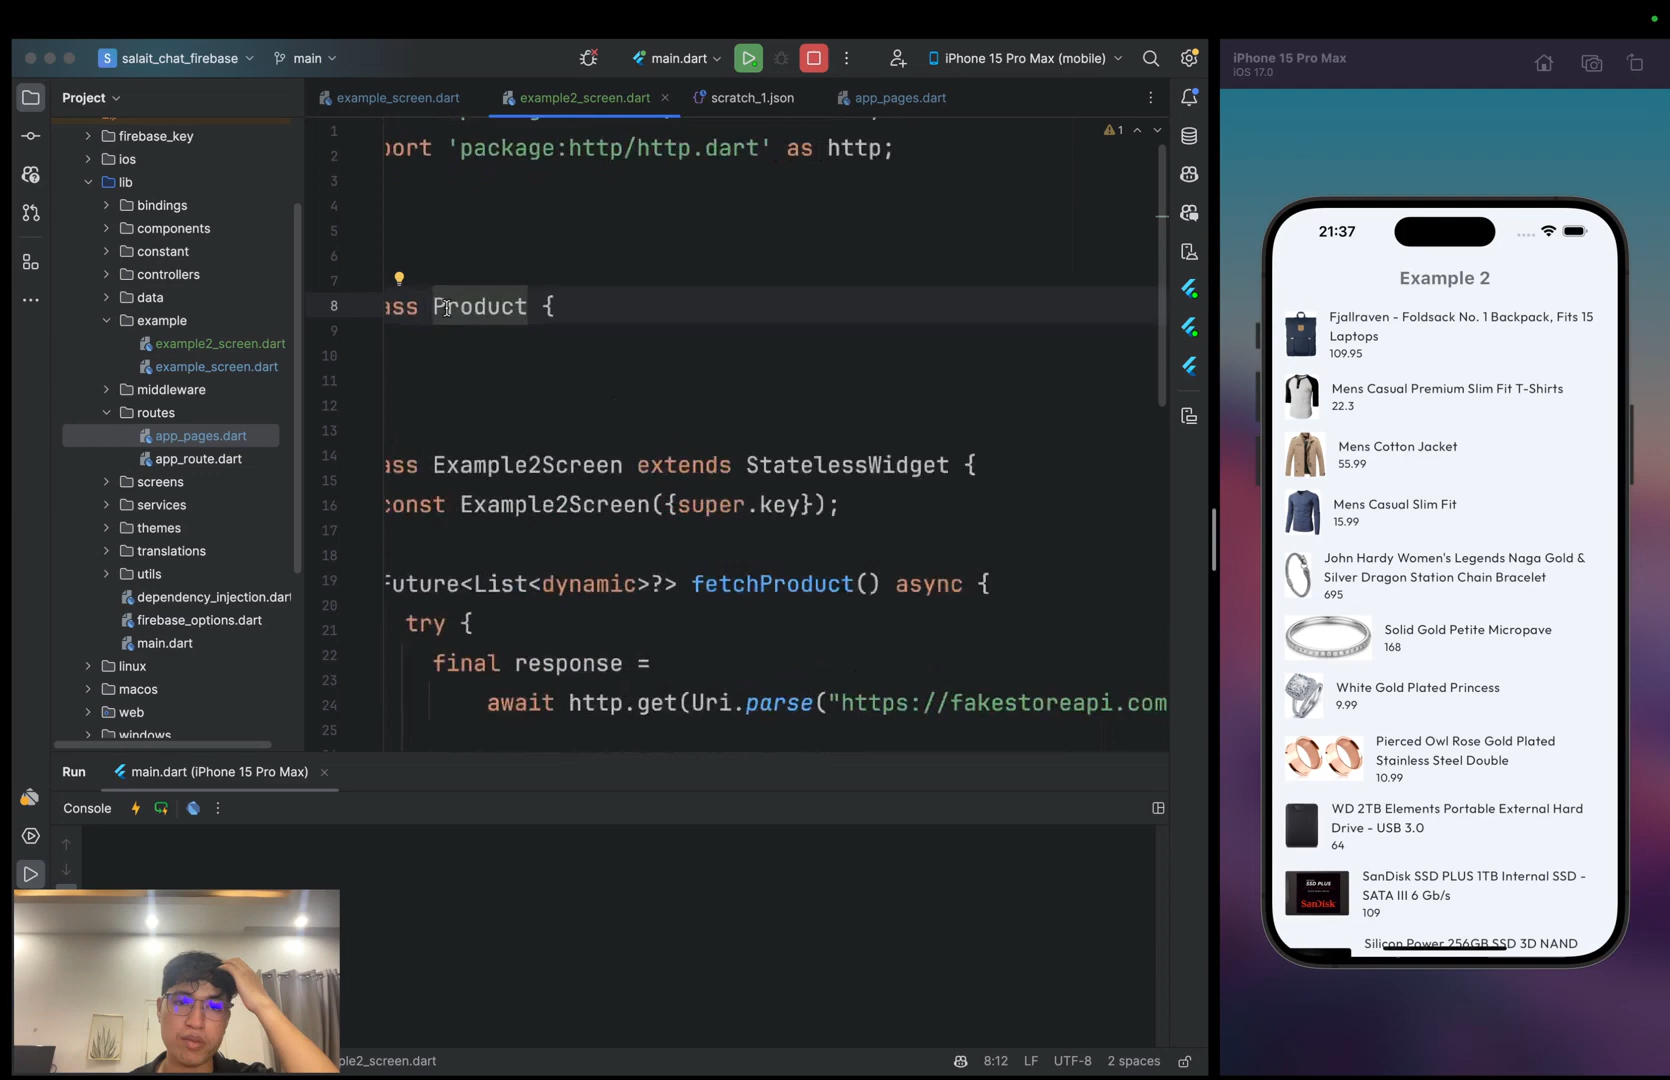 salait_chat_firebase
main
main.dart
iPhone 15 Pro Max (mobile)
iPhone 15 Pro Max
iOS 17.0
Project
example_screen.dart
example2_screen.dart
scratch_1.json
app_pages.dart
firebase_key
ios
lib
bindings
components
constant
controllers
data
example
example2_screen.dart
example_screen.dart
middleware
routes
app_pages.dart
app_route.dart
screens
services
themes
translations
utils
dependency_injection.dart
firebase_options.dart
main.dart
linux
macos
web
windows
1
2
3
4
5
6
7
8
9
10
11
12
13
14
15
16
17
18
19
20
21
22
23
24
25
1
port 'package:http/http.dart' as http;
ass Product {
ass Example2Screen extends StatelessWidget {
const Example2Screen({super.key});
Future<List<dynamic>?> fetchProduct() async {
try {
final response =
await http.get(Uri.parse("https://fakestoreapi.com
Run
main.dart (iPhone 15 Pro Max)
Console
ple2_screen.dart
8:12
LF
UTF-8
2 spaces
21:37
Example 2
Fjallraven - Foldsack No. 1 Backpack, Fits 15
Laptops
109.95
Mens Casual Premium Slim Fit T-Shirts
22.3
Mens Cotton Jacket
55.99
Mens Casual Slim Fit
15.99
John Hardy Women's Legends Naga Gold &
Silver Dragon Station Chain Bracelet
695
Solid Gold Petite Micropave
168
White Gold Plated Princess
9.99
Pierced Owl Rose Gold Plated
Stainless Steel Double
10.99
WD 2TB Elements Portable External Hard
Drive - USB 3.0
64
SanDisk SSD PLUS 1TB Internal SSD -
SATA III 6 Gb/s
109
SSD PLUS
SanDisk
Silicon Power 256GB SSD 3D NAND